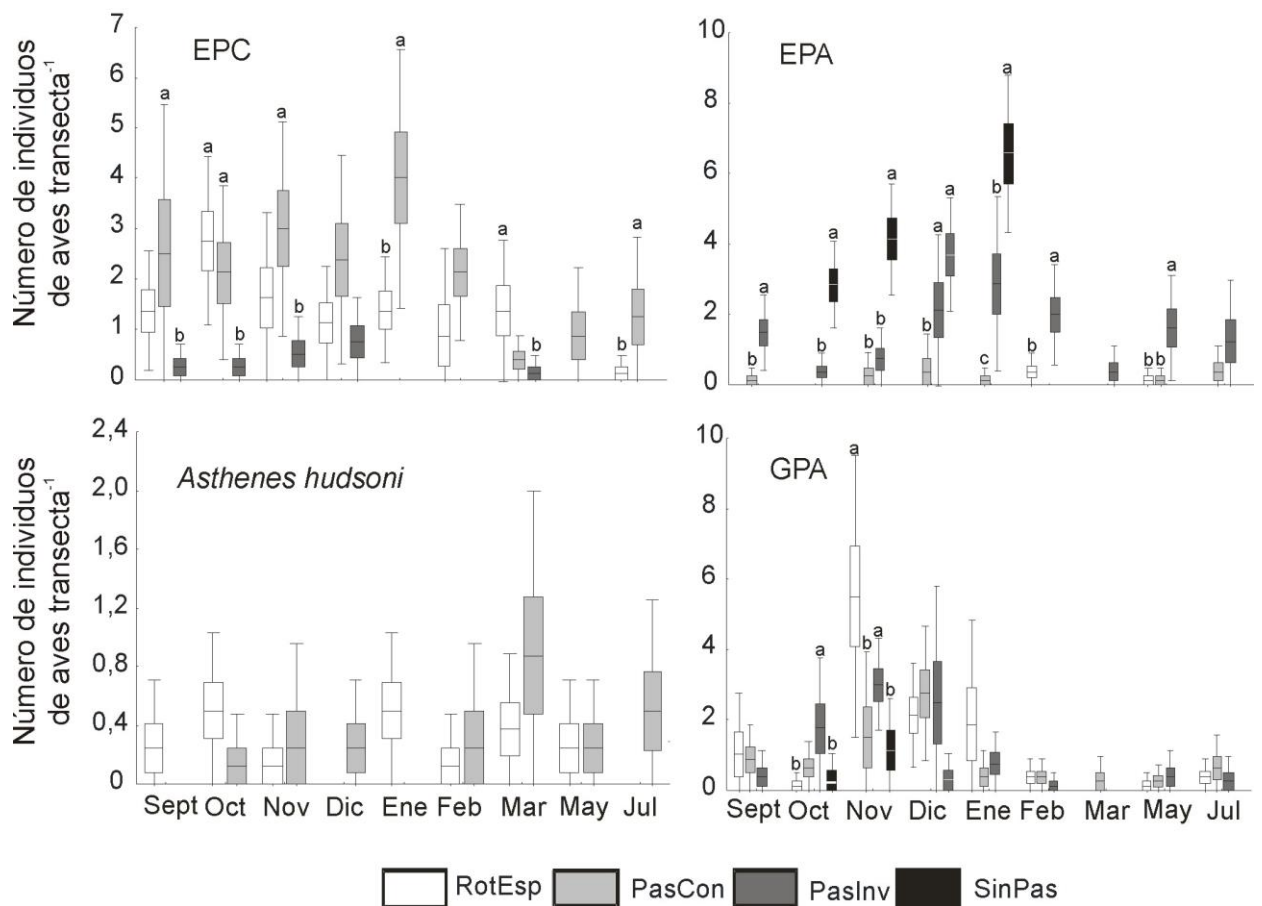 EPC
Número de individuos
de aves transecta-1
7
6
5
4
3
2
1
0
a
b
a
a
b
a
b
b
a
a
b
b
a
EPA
10
8
6
4
2
0
b
a
a
b
b
a
b
b
a
a
c
b
a
b
a
b
b
a
Asthenes hudsoni
Número de individuos
de aves transecta-1
2,4
2,0
1,6
1,2
0,8
0,4
0
Sept Oct Nov Dic Ene Feb Mar May Jul
GPA
10
8
6
4
2
0
b
a
b
a
b
a
b
Sept Oct Nov Dic Ene Feb Mar May Jul
RotEsp PasCon PasInv SinPas